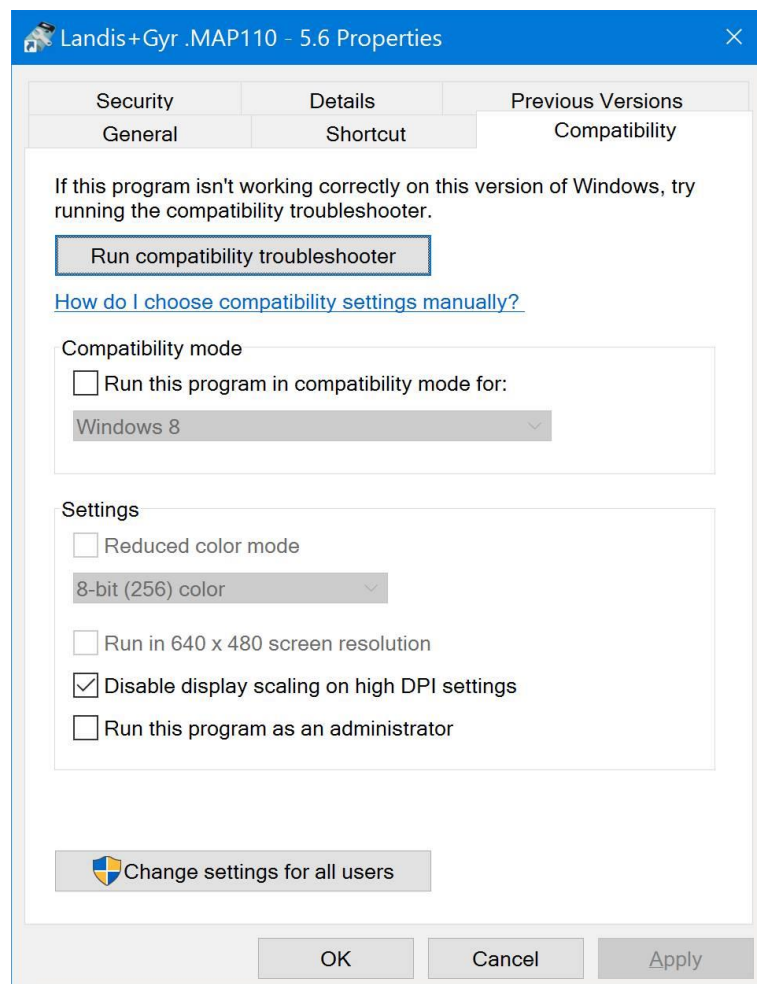 Landis+Gyr .MAP110 - 5.6 Properties
Security Details Previous Versions
General Shortcut Compatibility
If this program isn't working correctly on this version of Windows, try
running the compatibility troubleshooter.
Run compatibility troubleshooter
How do I choose compatibility settings manually?
Compatibility mode
Run this program in compatibility mode for:
Windows 8
Settings
Reduced color mode
8-bit (256) color
Run in 640 x 480 screen resolution
Disable display scaling on high DPI settings
Run this program as an administrator
Change settings for all users
OK Cancel Apply